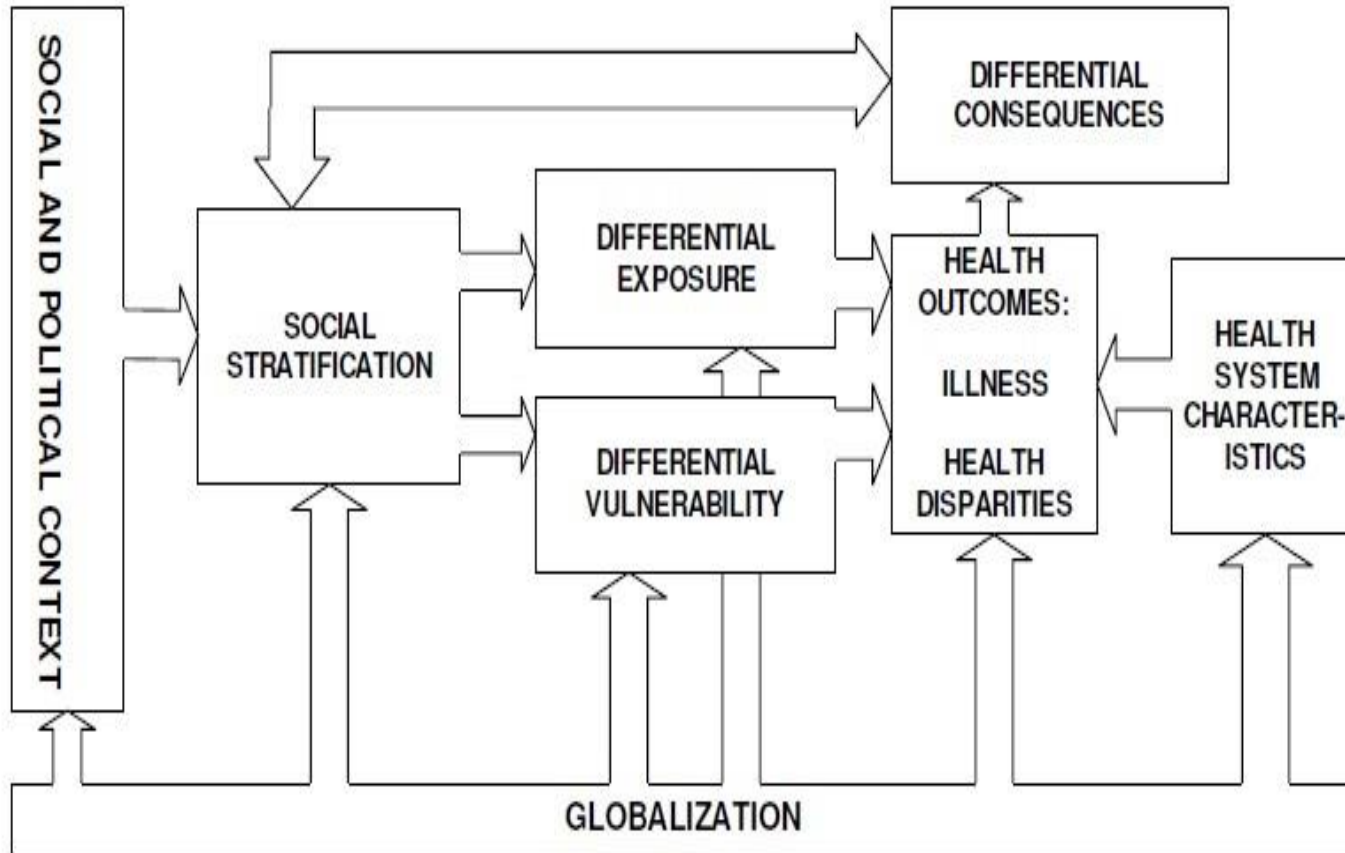 SOCIAL AND POLITICAL CONTEXT
DIFFERENTIAL
CONSEQUENCES
DIFFERENTIAL
EXPOSURE
SOCIAL
STRATIFICATION
DIFFERENTIAL
VULNERABILITY
HEALTH
OUTCOMES:
ILLNESS
HEALTH
DISPARITIES
HEALTH
SYSTEM
CHARACTER-
ISTICS
GLOBALIZATION